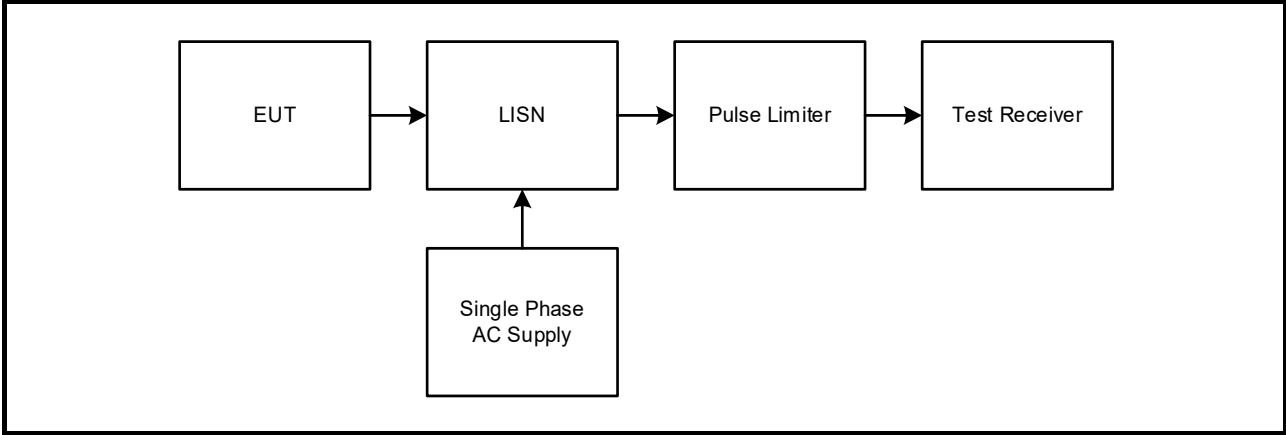 EUT
LISN
Pulse Limiter
Test Receiver
Single Phase
AC Supply